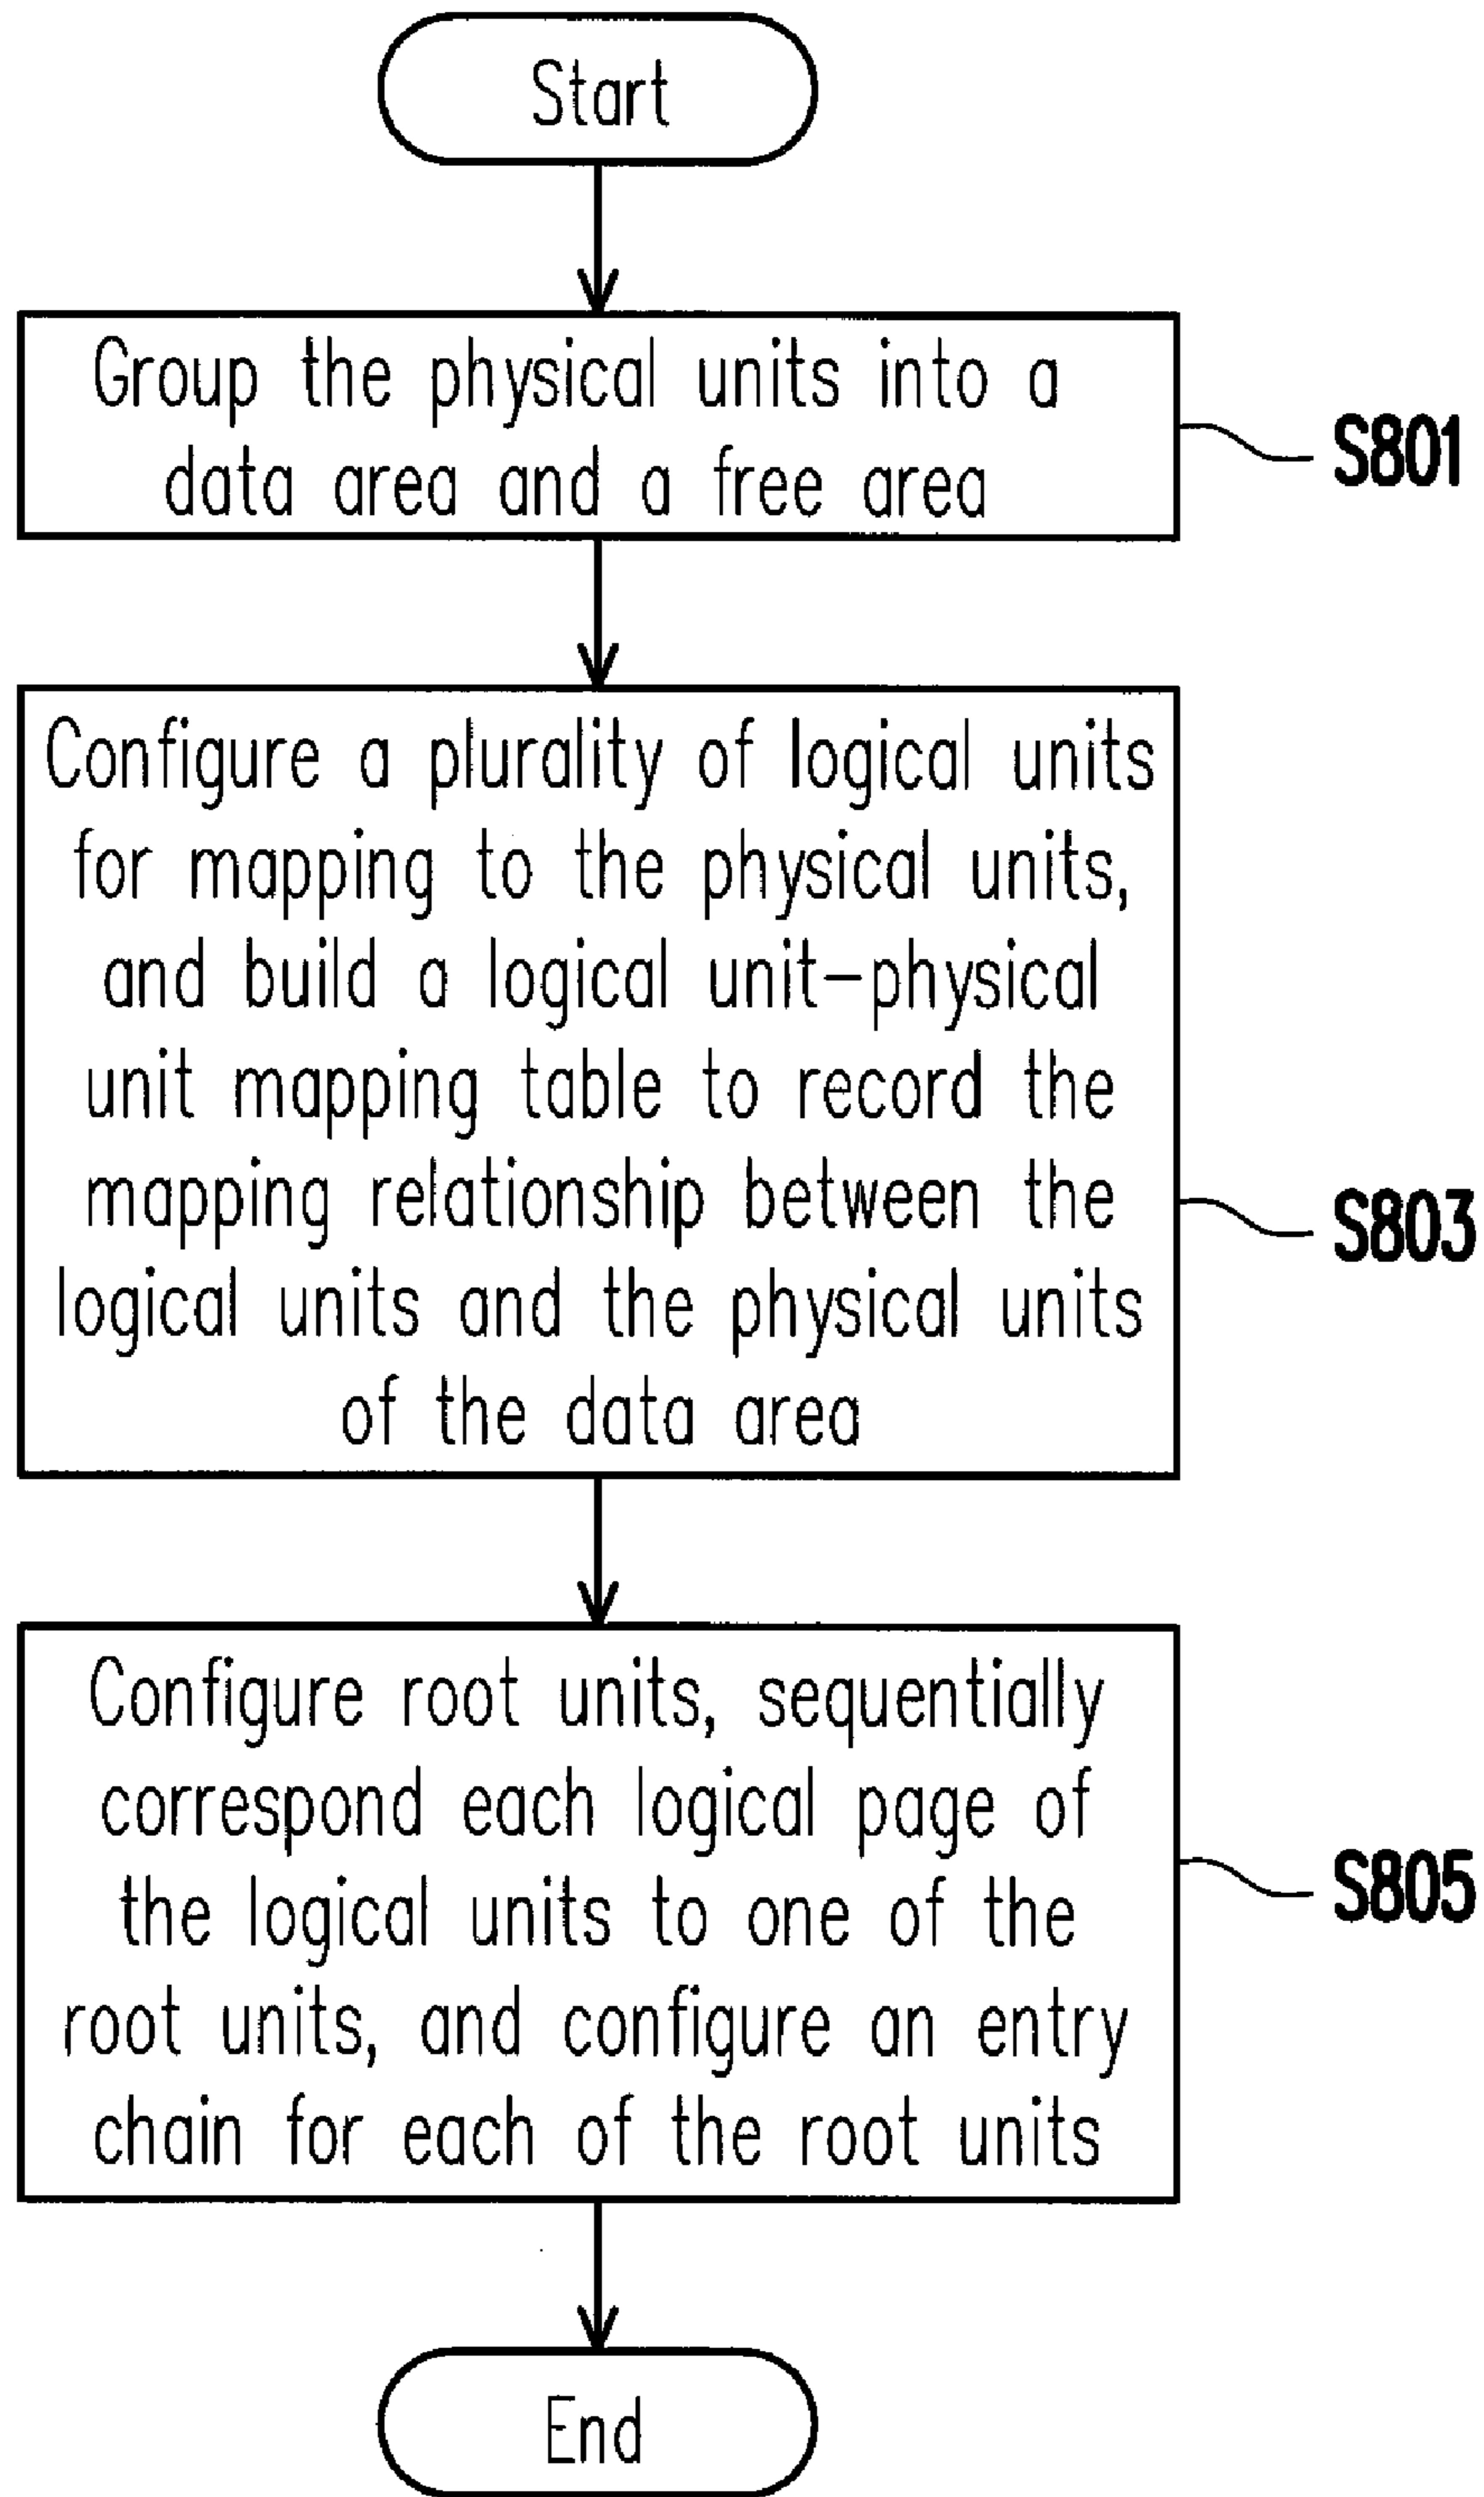 Start
Group the physical units into a
data area and a free area
S801
Configure a plurality of logical units
for mapping to the physical units,
and build a logical unit-physical
unit mapping table to record the
mapping relationship between the
logical units and the physical units
of the data area
S803
Configure root units, sequentially
correspond each logical page of
the logical units to one of the
root units, and configure an entry
chain for each of the root units
S805
End